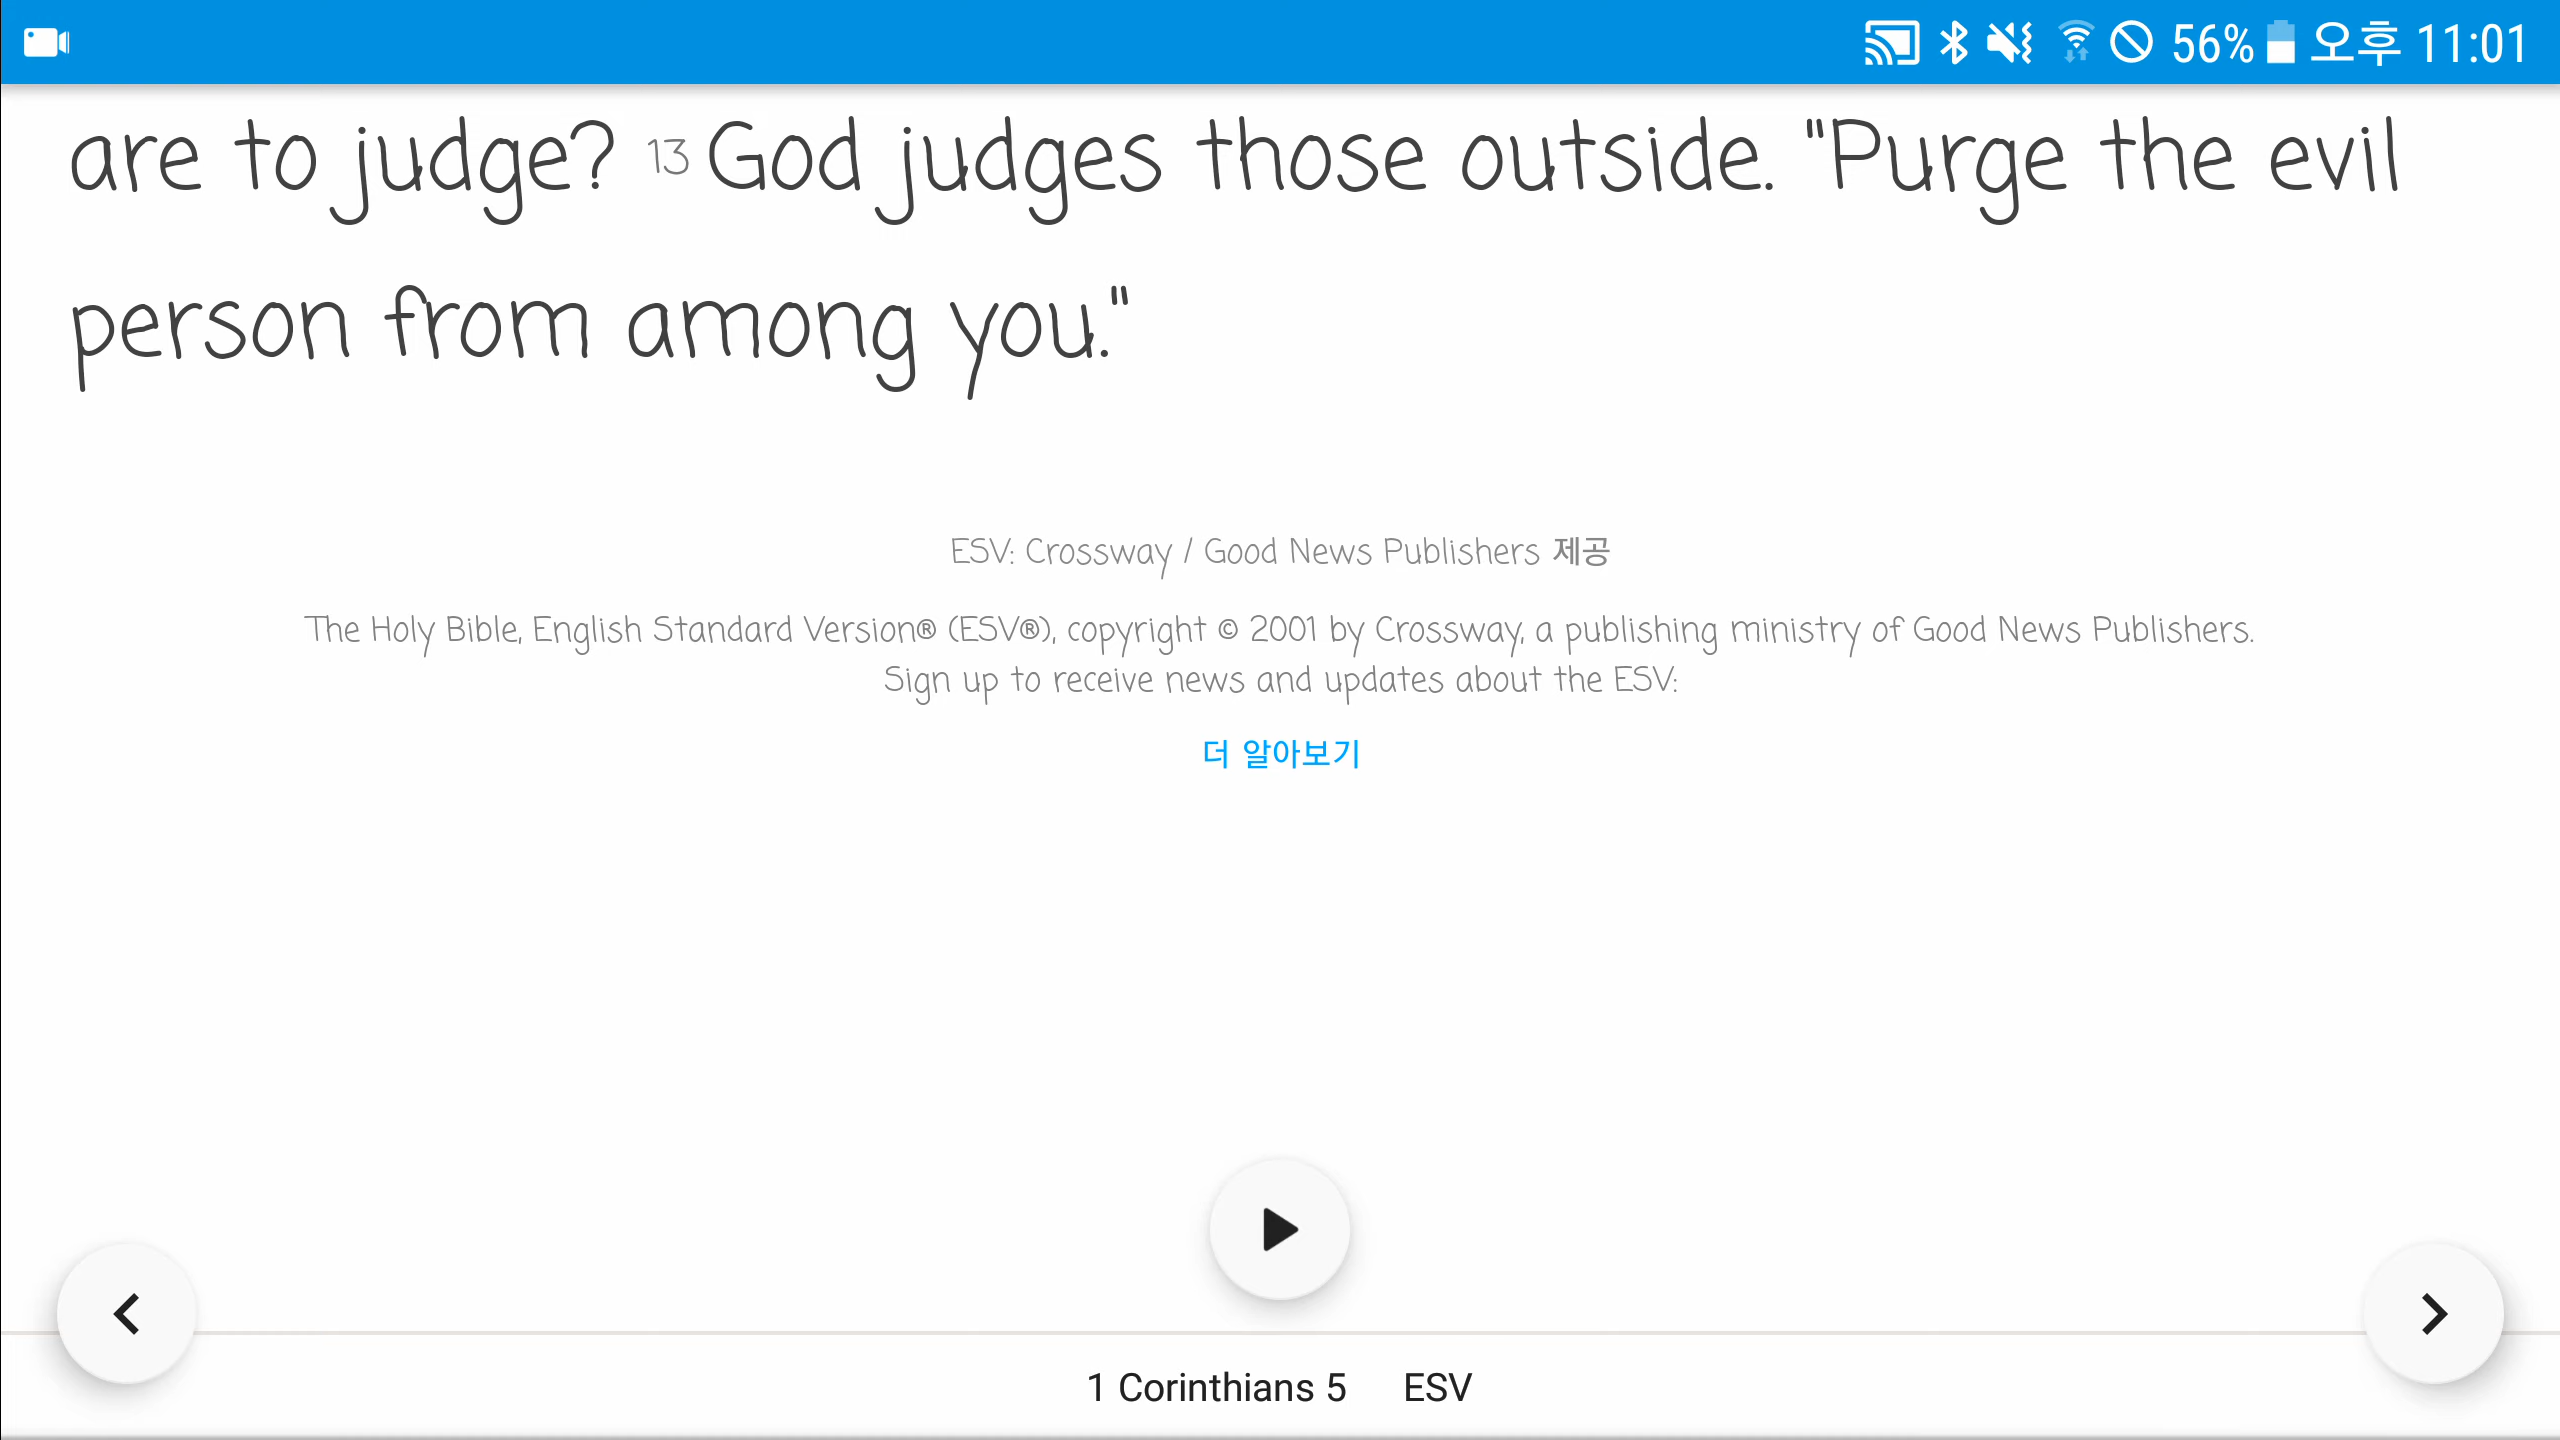 56% 오후 11:01
are to judge? 13 God judges those outside. "Purge the evil
person from among you."
ESV: Crossway / Good News Publishers 제공
The Holy Bible, English Standard Version® (ESV®), copyright © 2001 by Crossway, a publishing ministry of Good News Publishers.
Sign up to receive news and updates about the ESV:
더 알아보기
1 Corinthians 5 ESV